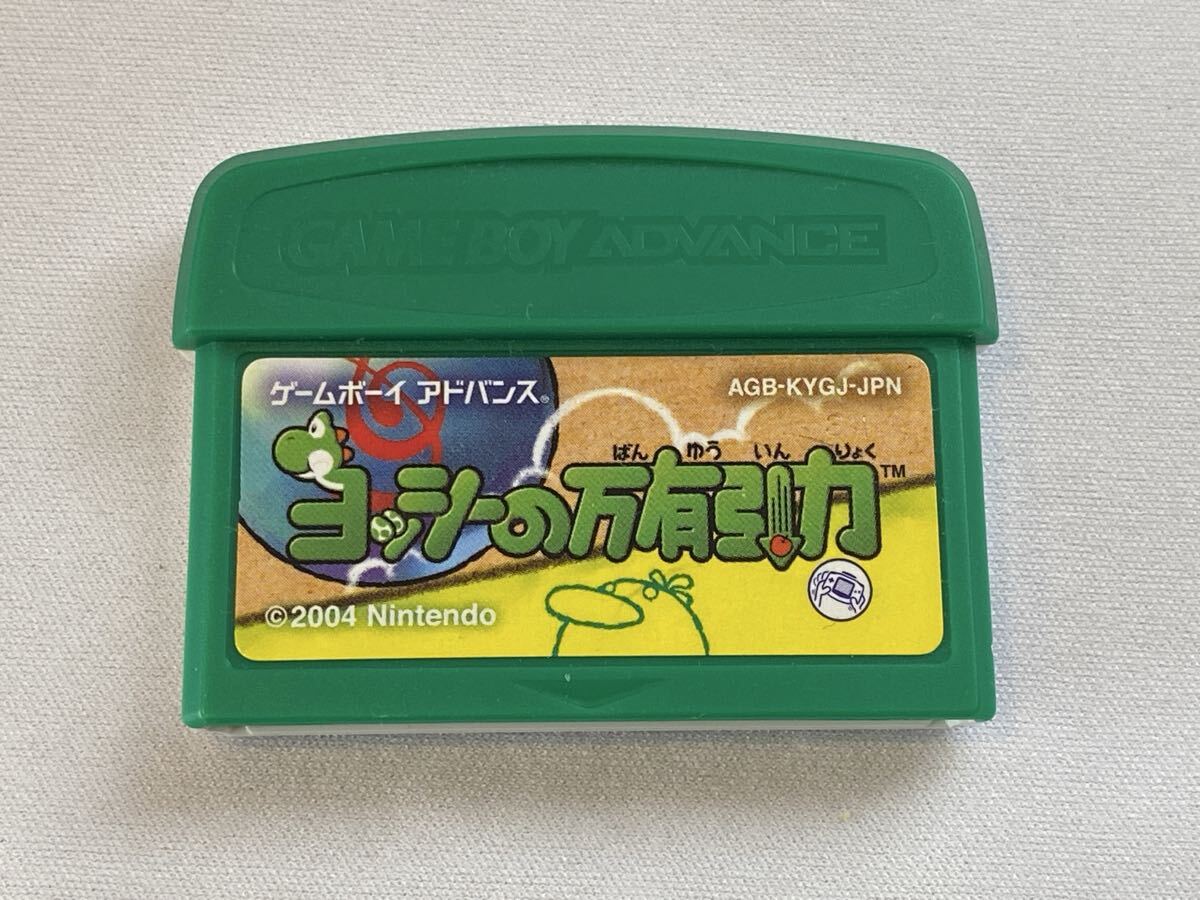 GAME BOY ADVANCE
ゲームボーイ アドバンス®
AGB-KYGJ-JPN
ばん ゆう いん りょく
ヨッシーの万有引力™
©2004 Nintendo